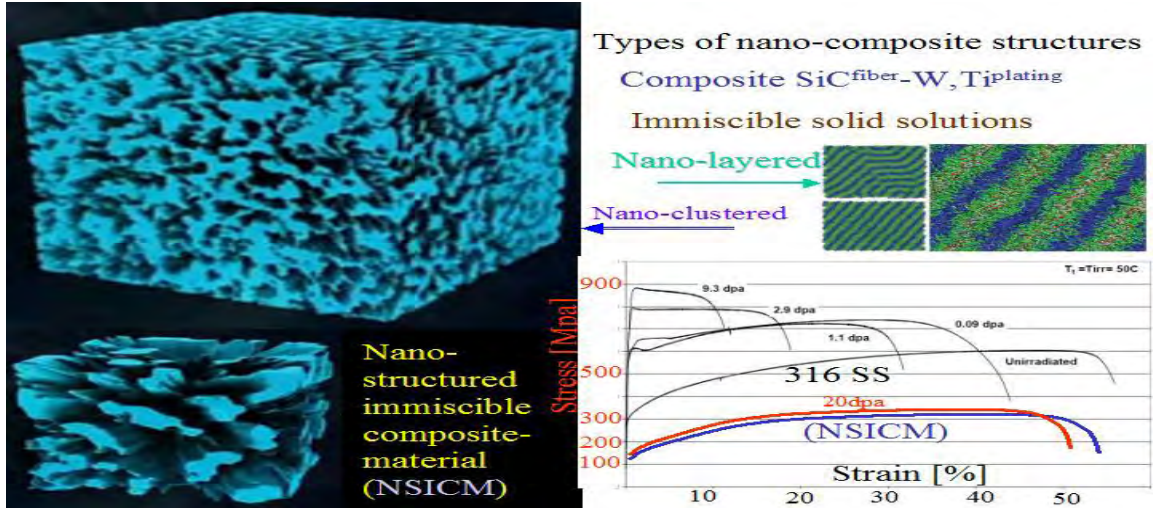 Types of nano-composite structures
Composite SiCfiber-W,Tiplating
Immiscible solid solutions
Nano-layered
Nano-clustered
Nano-
structured
immiscible
composite-
material
(NSICM)
Stress [Mpa]
900
500
300
200
100
T₁ =Tirr= 50C
9.3 dpa
2.9 dpa
0.09 dpa
1.1 dpa
Unirradiated
316 SS
20dpa
(NSICM)
Strain [%]
10 20 30 40 50